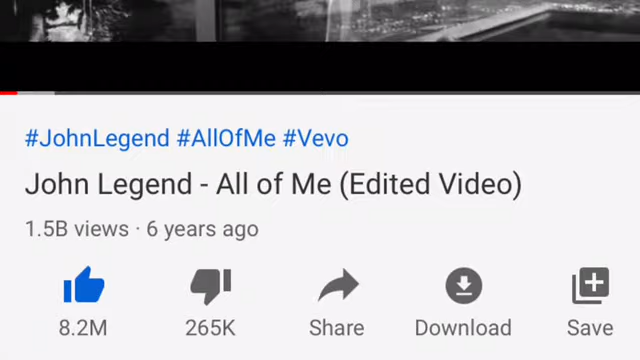 #JohnLegend #AllOfMe #Vevo
John Legend - All of Me (Edited Video)
1.5B views · 6 years ago
8.2M 265K Share Download Save